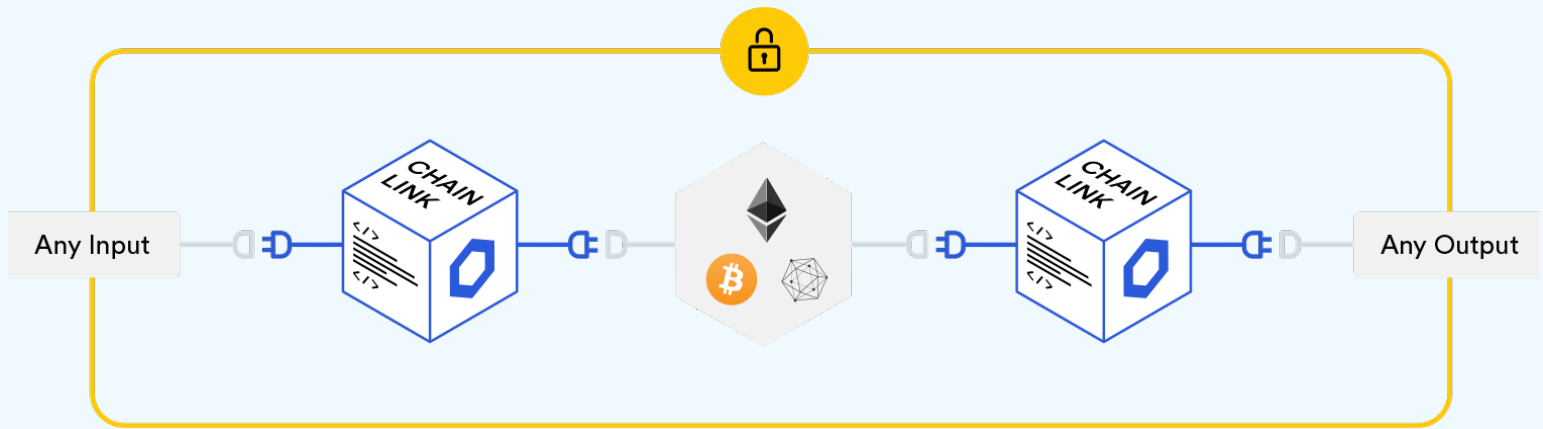 Any Input
CHAIN
LINK
</>
</>
CHAIN
LINK
</>
</>
Any Output